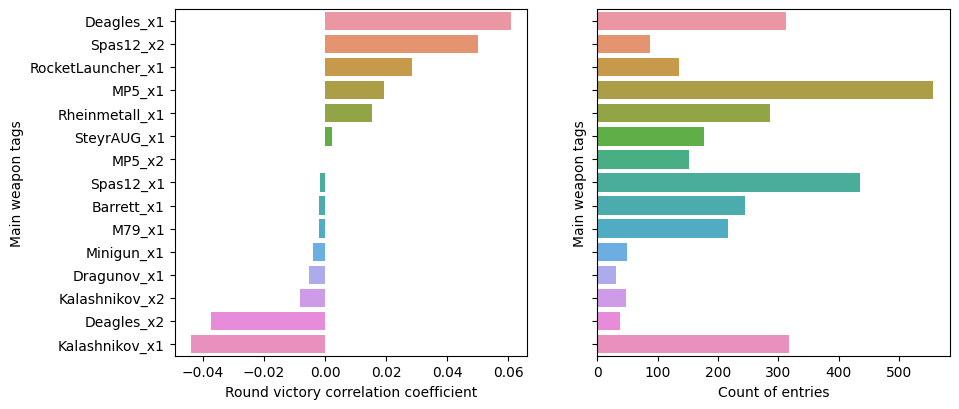 Main weapon tags
Deagles_x1
Spas12_x2
RocketLauncher_x1
MP5_x1
Rheinmetall_x1
SteyrAUG_x1
MP5_x2
Spas12_x1
Barrett_x1
M79_x1
Minigun_x1
Dragunov_x1
Kalashnikov_x2
Deagles_x2
Kalashnikov_x1
−0.04 −0.02 0.00 0.02 0.04 0.06
Round victory correlation coefficient
Main weapon tags
0 100 200 300 400 500
Count of entries